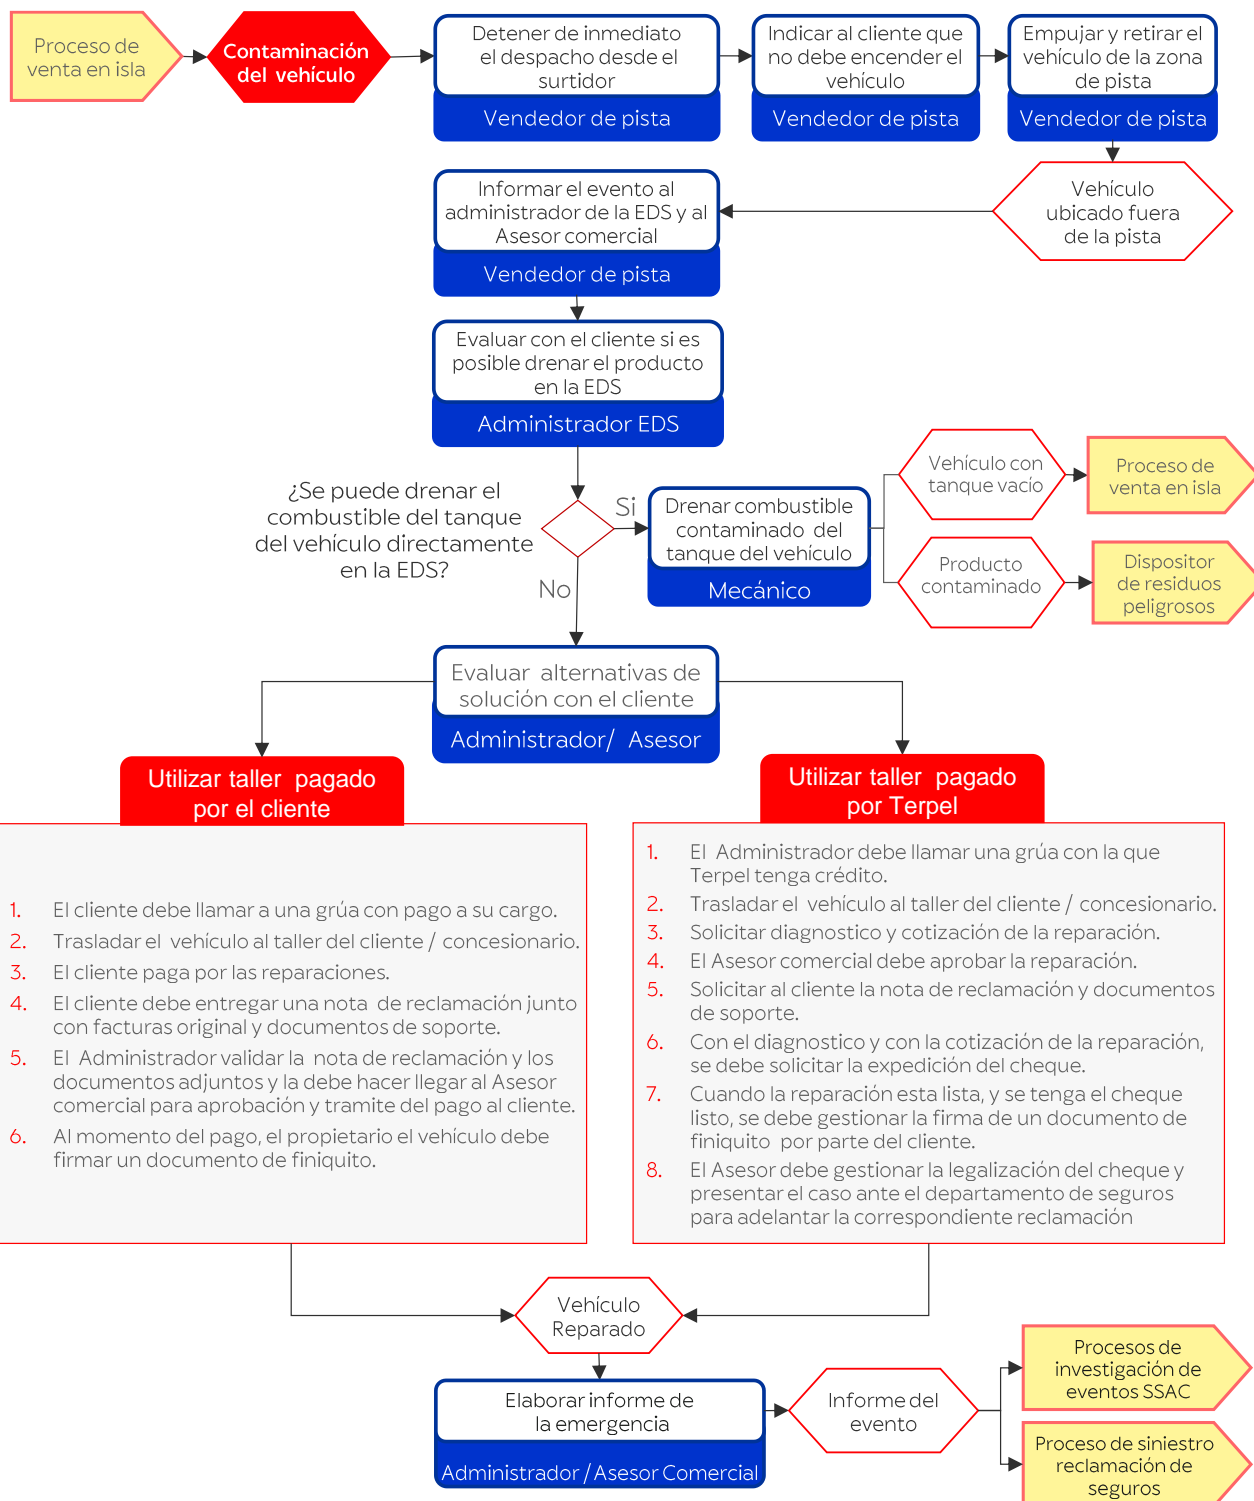 Proceso de
venta en isla
Contaminación
del vehículo
Detener de inmediato
el despacho desde el
surtidor
Vendedor de pista
Indicar al cliente que
no debe encender el
vehículo
Vendedor de pista
Empujar y retirar el
vehículo de la zona
de pista
Vendedor de pista
Vehículo
ubicado fuera
de la pista
Informar el evento al
administrador de la EDS y al
Asesor comercial
Vendedor de pista
Evaluar con el cliente si es
posible drenar el producto
en la EDS
Administrador EDS
¿Se puede drenar el
combustible del tanque
del vehículo directamente
en la EDS?
Si
No
Drenar combustible
contaminado del
tanque del vehículo
Mecánico
Vehículo con
tanque vacío
Proceso de
venta en isla
Producto
contaminado
Dispositor
de residuos
peligrosos
Evaluar alternativas de
solución con el cliente
Administrador/ Asesor
Utilizar taller pagado
por el cliente
1. El cliente debe llamar a una grúa con pago a su cargo.
2. Trasladar el vehículo al taller del cliente / concesionario.
3. El cliente paga por las reparaciones.
4. El cliente debe entregar una nota de reclamación junto
con facturas original y documentos de soporte.
5. El Administrador validar la nota de reclamación y los
documentos adjuntos y la debe hacer llegar al Asesor
comercial para aprobación y tramite del pago al cliente.
6. Al momento del pago, el propietario el vehículo debe
firmar un documento de finiquito.
Utilizar taller pagado
por Terpel
1. El Administrador debe llamar una grúa con la que
Terpel tenga crédito.
2. Trasladar el vehículo al taller del cliente / concesionario.
3. Solicitar diagnostico y cotización de la reparación.
4. El Asesor comercial debe aprobar la reparación.
5. Solicitar al cliente la nota de reclamación y documentos
de soporte.
6. Con el diagnostico y con la cotización de la reparación,
se debe solicitar la expedición del cheque.
7. Cuando la reparación esta lista, y se tenga el cheque
listo, se debe gestionar la firma de un documento de
finiquito por parte del cliente.
8. El Asesor debe gestionar la legalización del cheque y
presentar el caso ante el departamento de seguros
para adelantar la correspondiente reclamación
Vehículo
Reparado
Elaborar informe de
la emergencia
Administrador / Asesor Comercial
Informe del
evento
Procesos de
investigación de
eventos SSAC
Proceso de siniestro
reclamación de
seguros